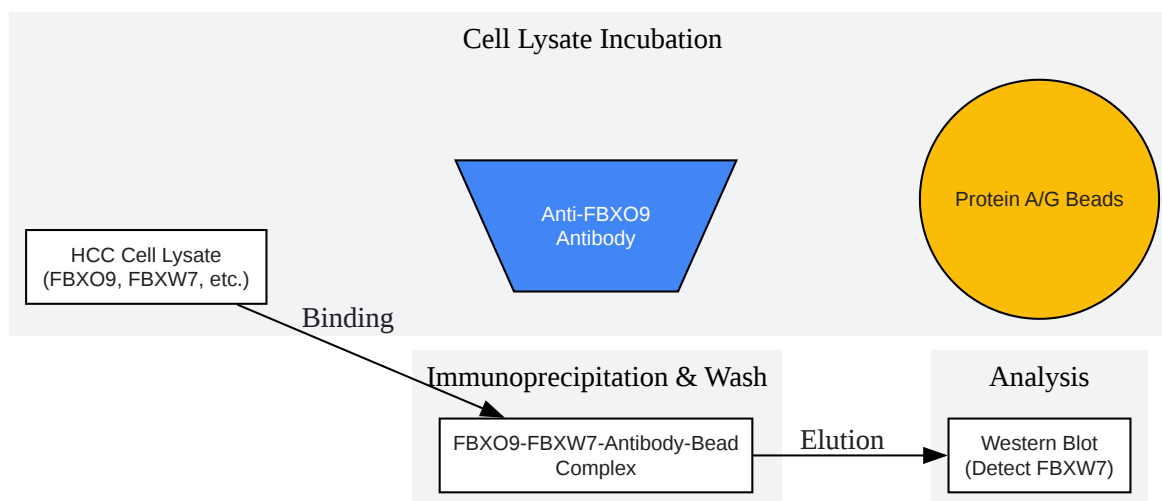 Cell Lysate Incubation
Anti-FBXO9
Antibody
Protein A/G Beads
HCC Cell Lysate
(FBXO9, FBXW7, etc.)
Binding
Immunoprecipitation & Wash
Analysis
FBXO9-FBXW7-Antibody-Bead
Complex
Elution
Western Blot
(Detect FBXW7)